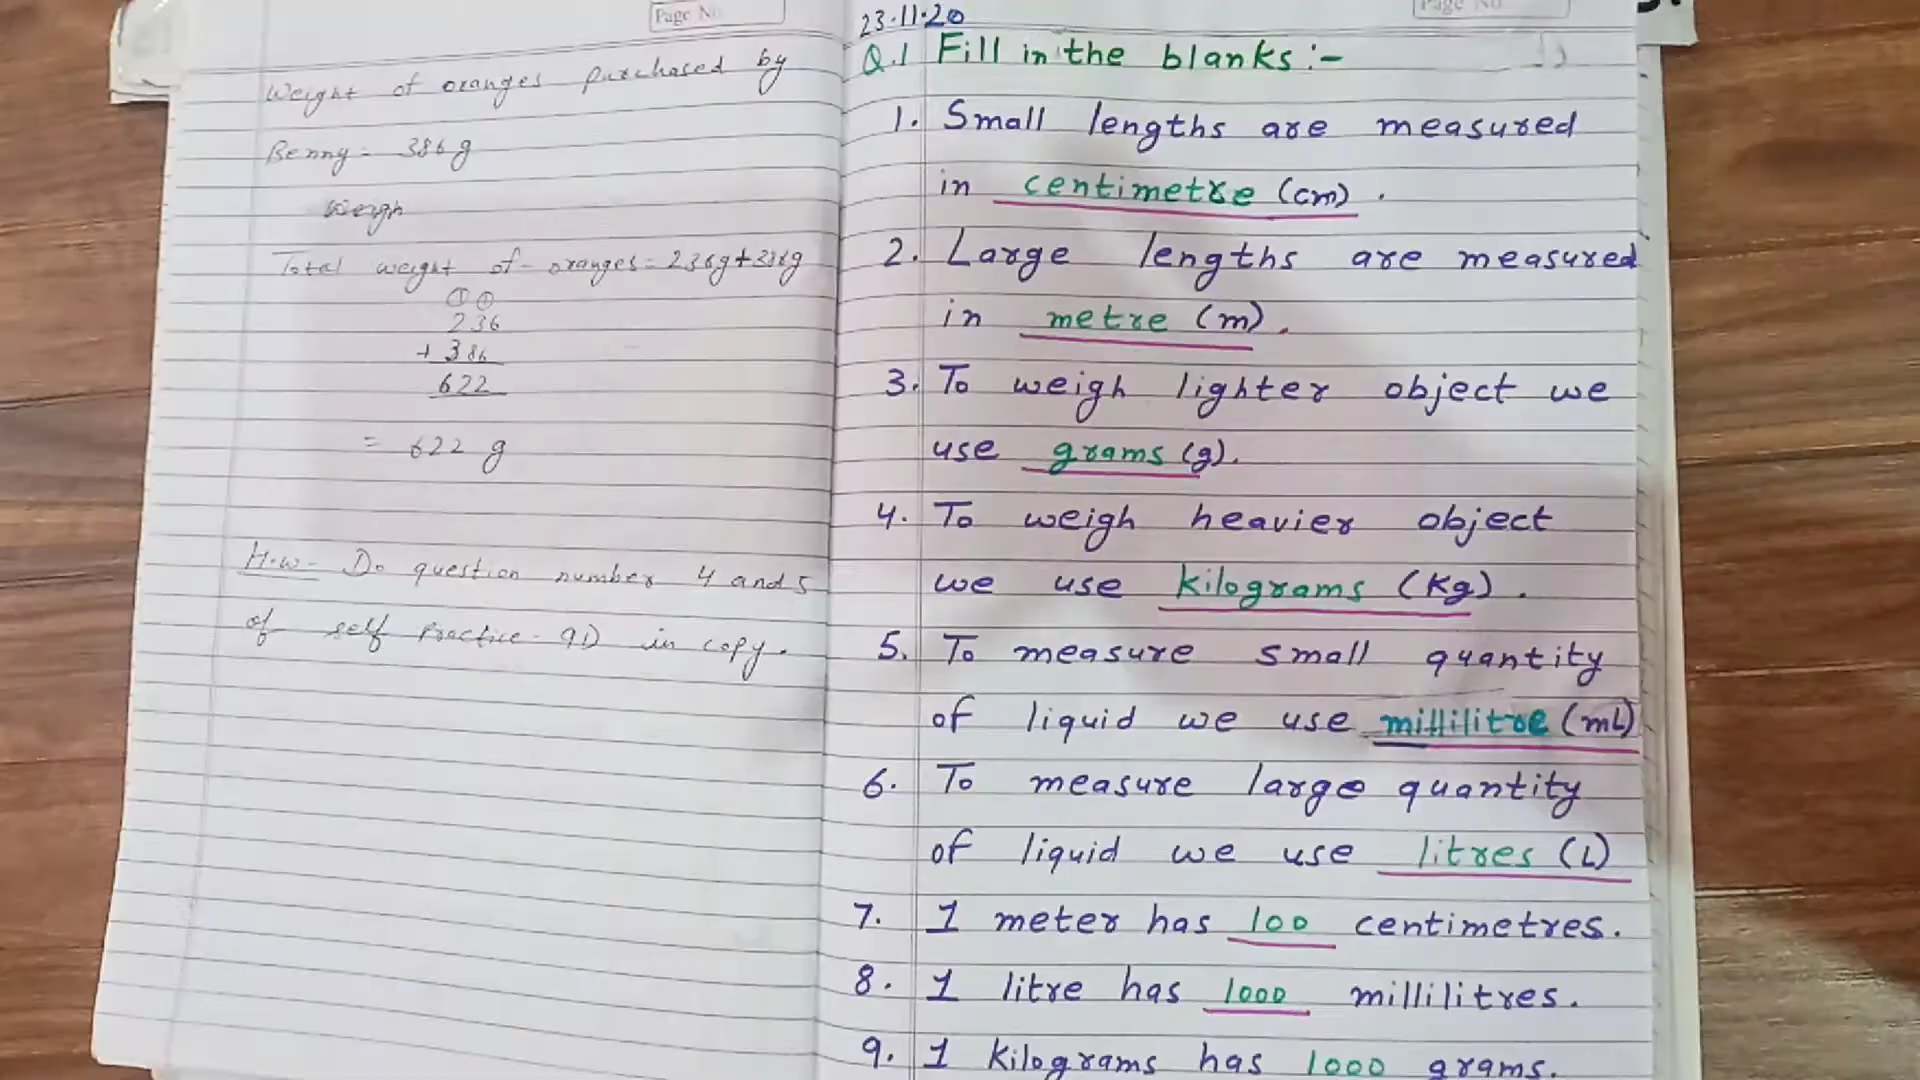 Page No
Weight of oranges purchased by
Benny = 386 g
Weigh
Total weight of oranges = 236g + 386g
① ①
236
+ 386
622
= 622 g
H.W- Do question number 4 and 5
of self Practice - 9D in copy.
Page No
23.11.20
Q.1 Fill in the blanks :-
1. Small lengths are measured
in centimetre (cm) .
2. Large lengths are measured
in metre (m).
3. To weigh lighter object we
use grams (g).
4. To weigh heavier object
we use kilograms (Kg) .
5. To measure small quantity
of liquid we use millilitre (mL)
6. To measure large quantity
of liquid we use litres (L)
7. 1 meter has 100 centimetres.
8. 1 litre has 1000 millilitres.
9. 1 kilograms has 1000 grams.